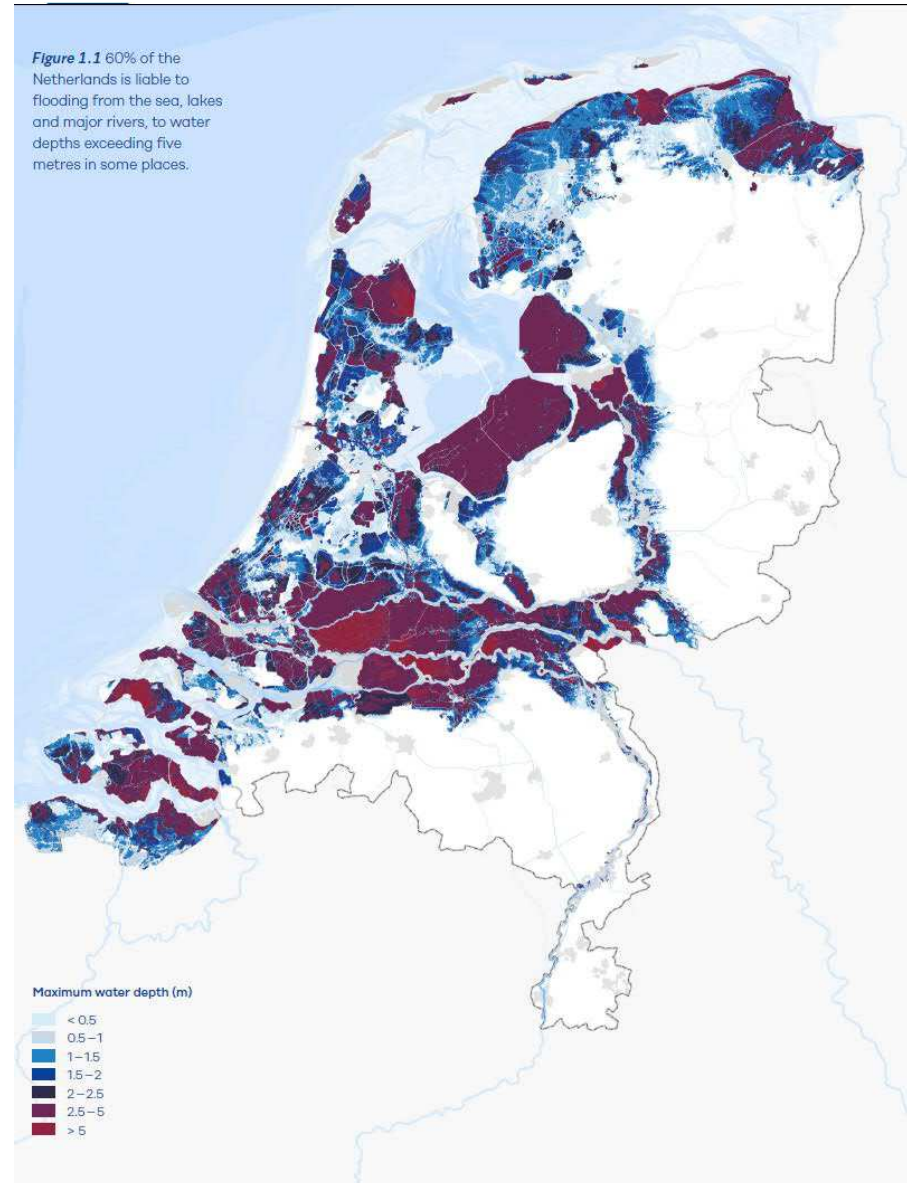 Figure 1.1 60% of the
Netherlands is liable to
flooding from the sea, lakes
and major rivers, to water
depths exceeding five
metres in some places.
Maximum water depth (m)
< 0.5
0.5–1
1–1.5
1.5–2
2–2.5
2.5–5
> 5